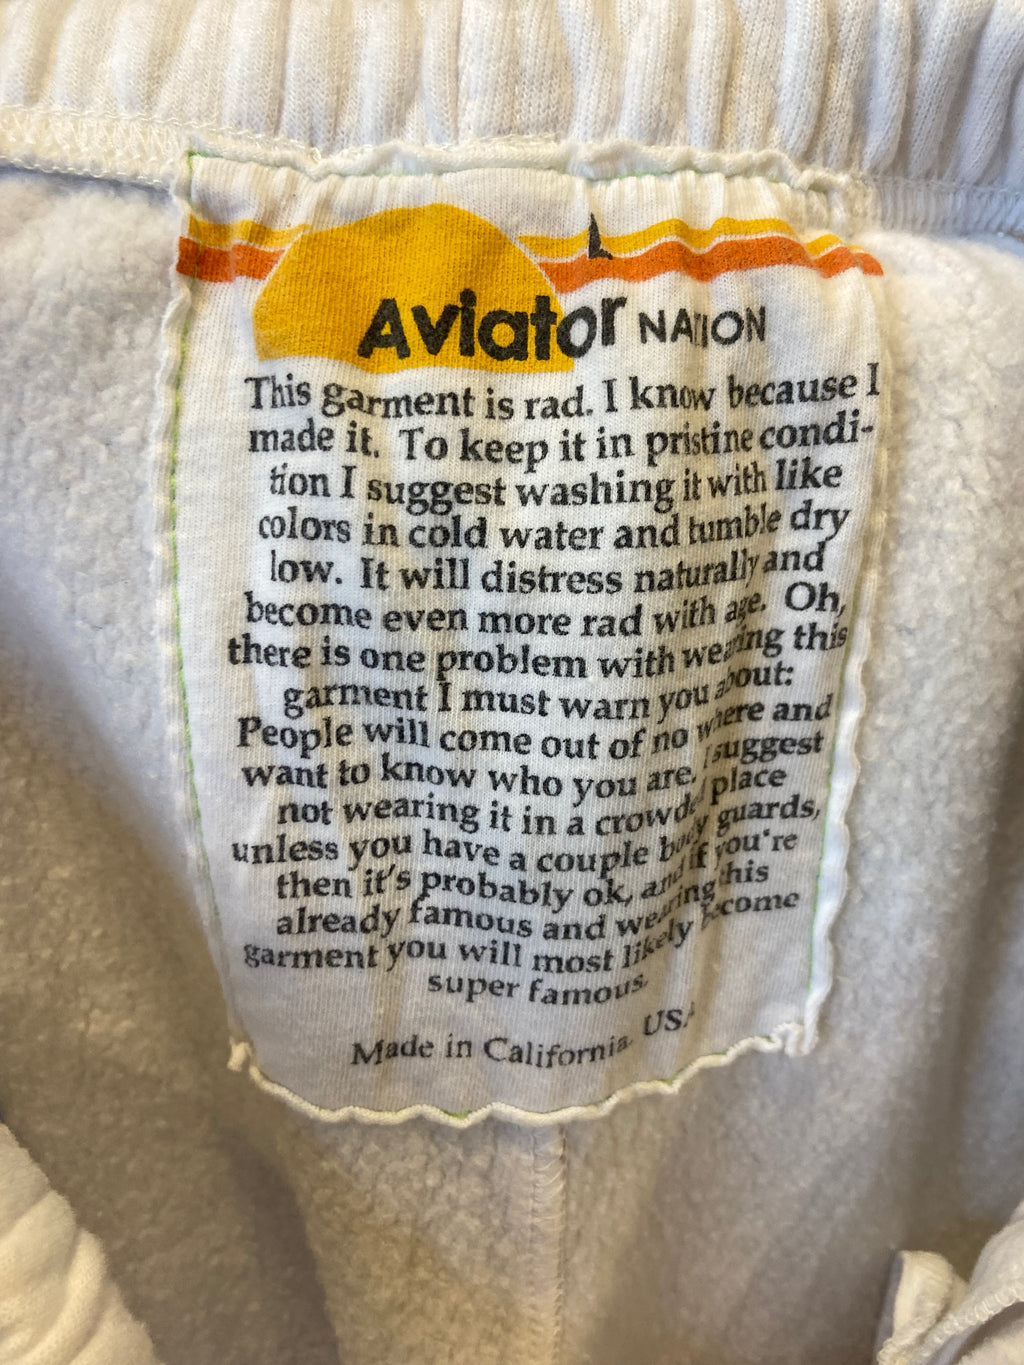 Aviator NATION
This garment is rad. I know because I
made it. To keep it in pristine condi-
tion I suggest washing it with like
colors in cold water and tumble dry
low. It will distress naturally and
become even more rad with age. Oh,
there is one problem with wearing this
garment I must warn you about:
People will come out of no where and
want to know who you are. I suggest
not wearing it in a crowded place
unless you have a couple body guards,
then it's probably ok, and if you're
already famous and wearing this
garment you will most likely become
super famous.
Made in California, USA